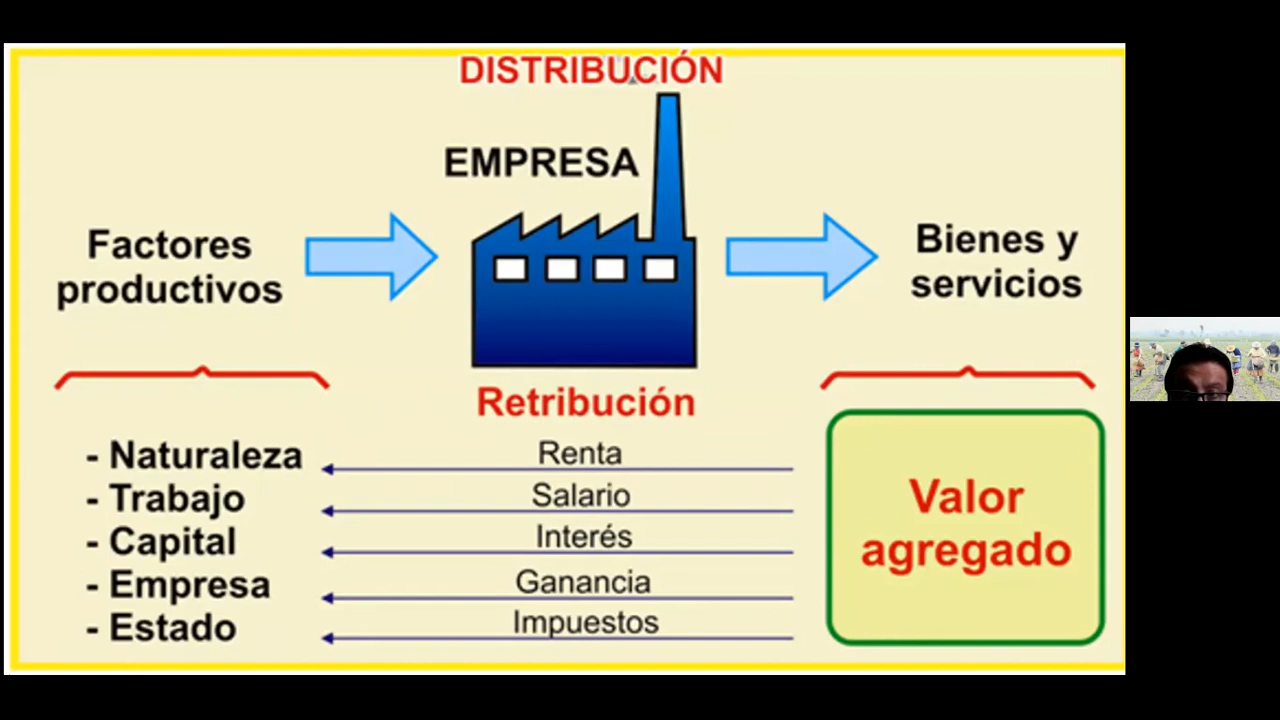 DISTRIBUCIÓN
EMPRESA
Factores
productivos
Bienes y
servicios
Retribución
- Naturaleza
- Trabajo
- Capital
- Empresa
- Estado
Renta
Salario
Interés
Ganancia
Impuestos
Valor
agregado